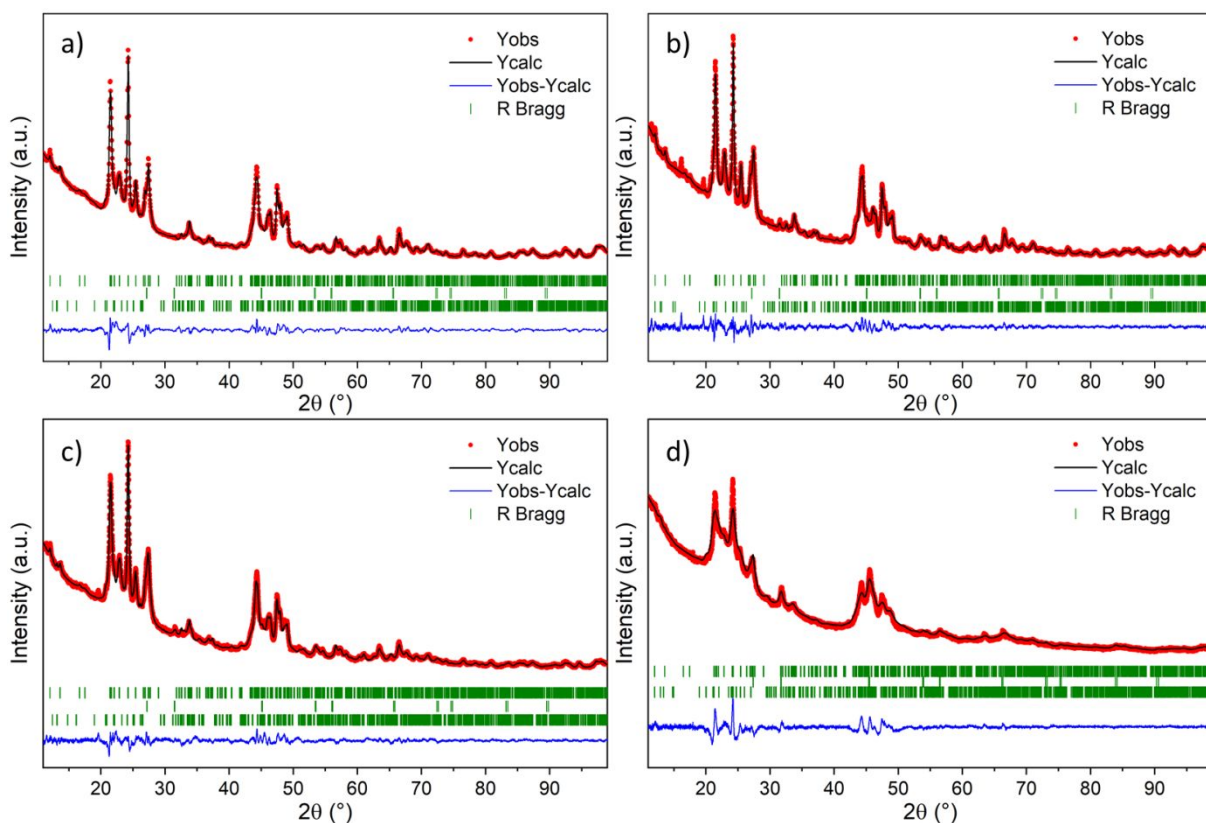 a)
Yobs
Ycalc
Yobs-Ycalc
R Bragg
Intensity (a.u.)
20 30 40 50 60 70 80 90
2θ (°)
b)
Yobs
Ycalc
Yobs-Ycalc
R Bragg
Intensity (a.u.)
20 30 40 50 60 70 80 90
2θ (°)
c)
Yobs
Ycalc
Yobs-Ycalc
R Bragg
Intensity (a.u.)
20 30 40 50 60 70 80 90
2θ (°)
d)
Yobs
Ycalc
Yobs-Ycalc
R Bragg
Intensity (a.u.)
20 30 40 50 60 70 80 90
2θ (°)